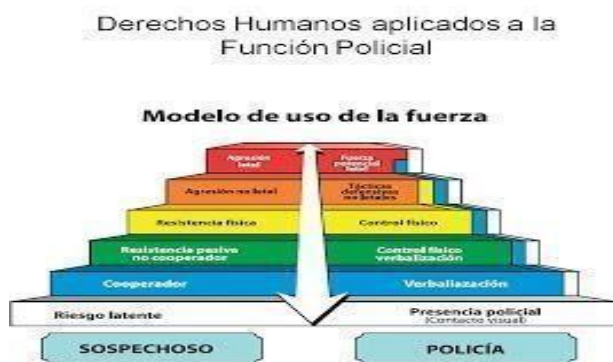 Derechos Humanos aplicados a la
Función Policial
Modelo de uso de la fuerza
Agresión
letal
Fuerza
potencial
letal
Agresión no letal
Tácticas
defensivas
no letales
Resistencia física
Control físico
Resistencia pasiva
no cooperador
Control físico
verbalización
Cooperador
Verbaliazación
Riesgo latente
Presencia policial
(Contacto visual)
SOSPECHOSO
POLICÍA